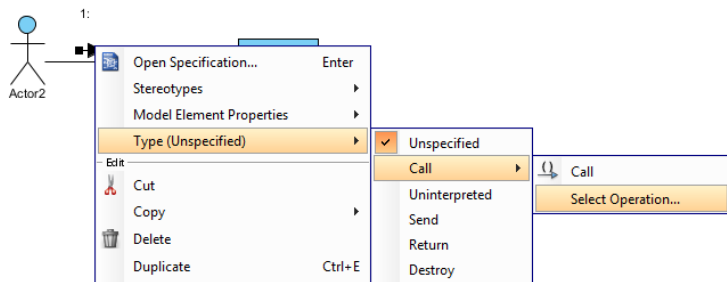 1:
Actor2
Open Specification... Enter
Stereotypes
Model Element Properties
Type (Unspecified)
Edit
Cut
Copy
Delete
Duplicate Ctrl+E
Unspecified
Call
Uninterpreted
Send
Return
Destroy
Call
Select Operation...